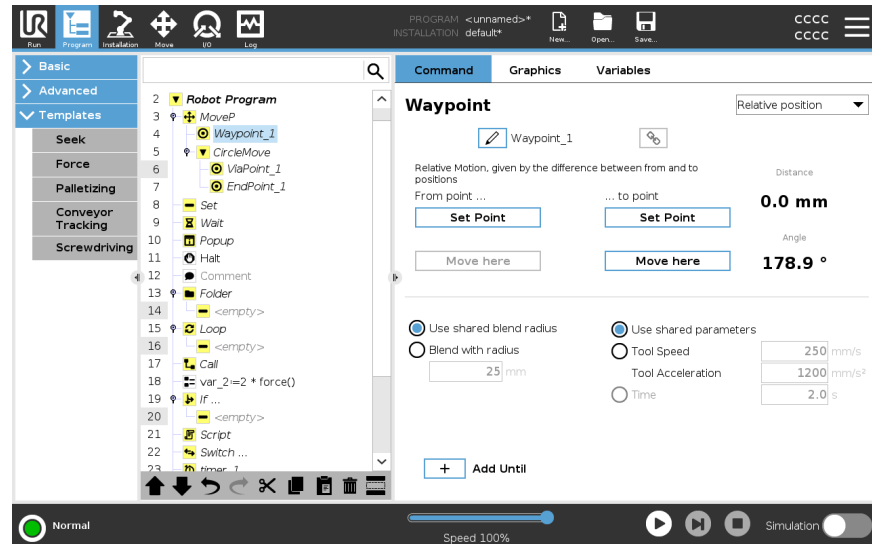 UR
PROGRAM <unnamed>*
INSTALLATION default*
Run
Program
Installation
Move
I/O
Log
New...
Open...
Save...
CCCC
CCCC
Basic
Advanced
Templates
Seek
Force
Palletizing
Conveyor
Tracking
Screwdriving
2 Robot Program
3 MoveP
4 Waypoint_1
5 CircleMove
6 ViaPoint_1
7 EndPoint_1
8 Set
9 Wait
10 Popup
11 Halt
12 Comment
13 Folder
14 <empty>
15 Loop
16 <empty>
17 Call
18 var_2:=2 * force()
19 If ...
20 <empty>
21 Script
22 Switch ...
23 timer_1
Command Graphics Variables
Waypoint
Relative position
Waypoint_1
Relative Motion, given by the difference between from and to
positions
From point ...
... to point
Set Point
Set Point
Move here
Move here
Distance
0.0 mm
Angle
178.9 °
Use shared blend radius
Blend with radius
25 mm
Use shared parameters
Tool Speed 250 mm/s
Tool Acceleration 1200 mm/s²
Time 2.0 s
+ Add Until
Normal
Speed 100%
Simulation